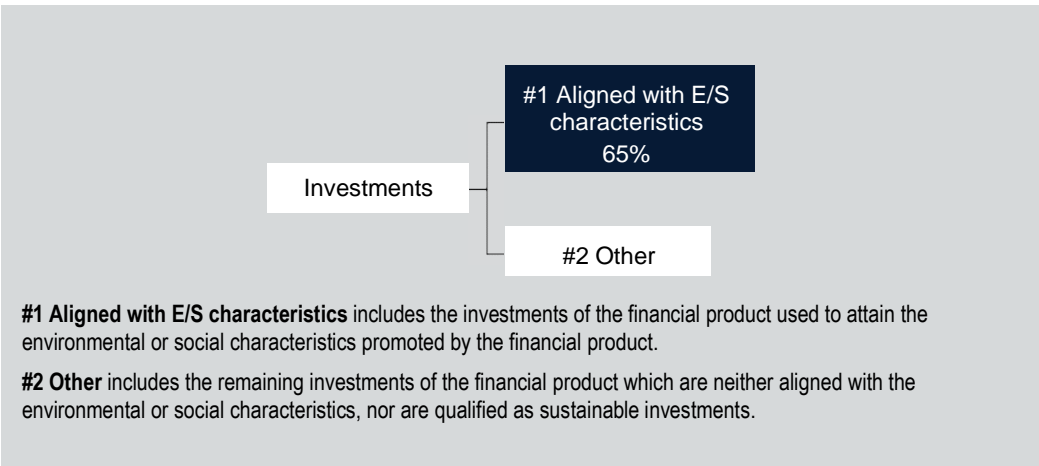 #1 Aligned with E/S
characteristics
65%
Investments
#2 Other
#1 Aligned with E/S characteristics includes the investments of the financial product used to attain the
environmental or social characteristics promoted by the financial product.
#2 Other includes the remaining investments of the financial product which are neither aligned with the
environmental or social characteristics, nor are qualified as sustainable investments.